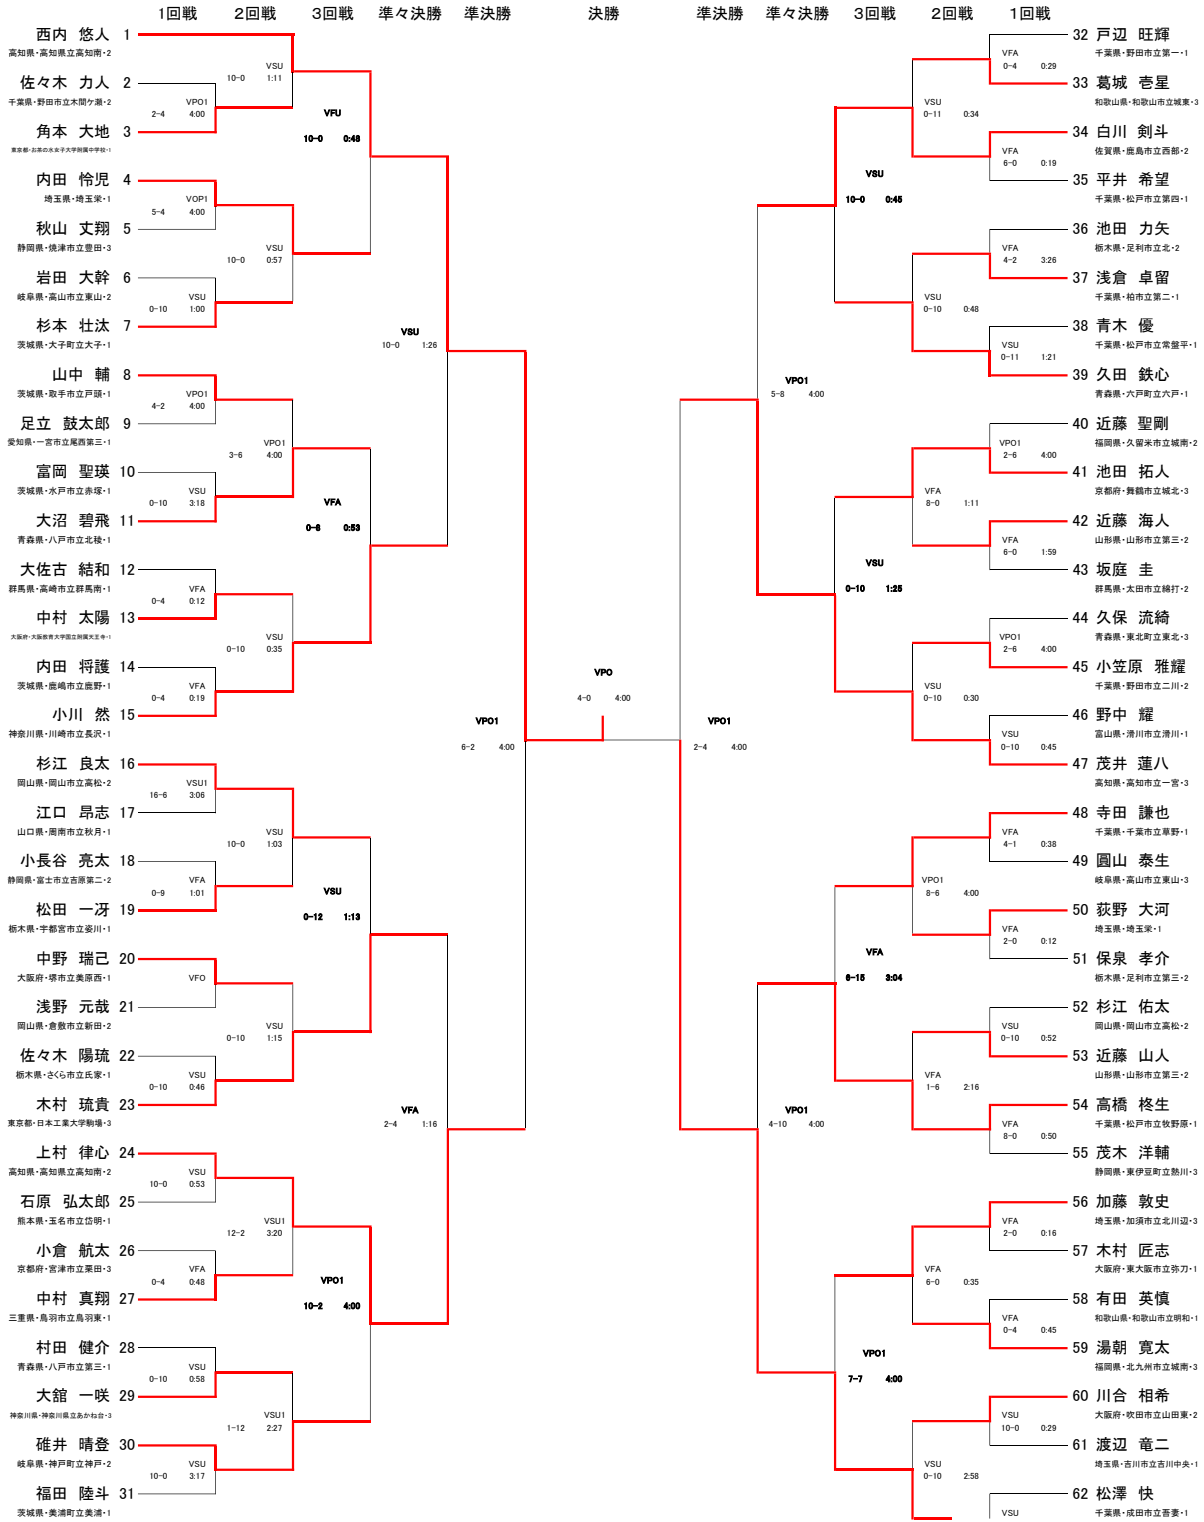 1回戦 2回戦 3回戦 準々決勝 準決勝 決勝 準決勝 準々決勝 3回戦 2回戦 1回戦
西内 悠人 1
高知県・高知県立高知南・2
佐々木 力人 2
千葉県・野田市立木間ケ瀬・2
角本 大地 3
東京都・お茶の水女子大学附属中学校・1
内田 怜児 4
埼玉県・埼玉栄・1
秋山 丈翔 5
静岡県・焼津市立豊田・3
岩田 大幹 6
岐阜県・高山市立東山・2
杉本 壮汰 7
茨城県・大子町立大子・1
山中 輔 8
茨城県・取手市立戸頭・1
足立 鼓太郎 9
愛知県・一宮市立尾西第三・1
富岡 聖瑛 10
茨城県・水戸市立赤塚・1
大沼 碧飛 11
青森県・八戸市立北稜・1
大佐古 結和 12
群馬県・高崎市立群馬南・1
中村 太陽 13
大阪府・大阪教育大学国立附属天王寺・1
内田 将護 14
茨城県・鹿嶋市立鹿野・1
小川 然 15
神奈川県・川崎市立長沢・1
杉江 良太 16
岡山県・岡山市立高松・2
江口 昂志 17
山口県・周南市立秋月・1
小長谷 亮太 18
静岡県・富士市立吉原第二・2
松田 一冴 19
栃木県・宇都宮市立姿川・1
中野 瑞己 20
大阪府・堺市立美原西・1
浅野 元哉 21
岡山県・倉敷市立新田・2
佐々木 陽琉 22
栃木県・さくら市立氏家・1
木村 琉貴 23
東京都・日本工業大学駒場・3
上村 律心 24
高知県・高知県立高知南・2
石原 弘太郎 25
熊本県・玉名市立岱明・1
小倉 航太 26
京都府・宮津市立栗田・3
中村 真翔 27
三重県・鳥羽市立鳥羽東・1
村田 健介 28
青森県・八戸市立第三・1
大舘 一咲 29
神奈川県・神奈川県立あかね台・3
碓井 晴登 30
岐阜県・神戸町立神戸・2
福田 陸斗 31
茨城県・美浦町立美浦・1
VPO1
2-4 4:00
VOP1
5-4 4:00
VSU
0-10 1:00
VPO1
4-2 4:00
VSU
0-10 3:18
VFA
0-4 0:12
VFA
0-4 0:19
VSU1
16-6 3:06
VFA
0-9 1:01
VFO
VSU
0-10 0:46
VSU
10-0 0:53
VFA
0-4 0:48
VSU
0-10 0:58
VSU
10-0 3:17
VSU
10-0 1:11
VSU
10-0 0:57
VPO1
3-6 4:00
VSU
0-10 0:35
VSU
10-0 1:03
VSU
0-10 1:15
VSU1
12-2 3:20
VSU1
1-12 2:27
VFU
10-0 0:48
VFA
0-6 0:53
VSU
0-12 1:13
VPO1
10-2 4:00
VSU
10-0 1:26
VFA
2-4 1:16
VPO1
6-2 4:00
VPO
4-0 4:00
VPO1
2-4 4:00
VPO1
5-8 4:00
VPO1
4-10 4:00
VSU
10-0 0:45
VSU
0-10 1:25
VFA
6-15 3:04
VPO1
7-7 4:00
VSU
0-11 0:34
VSU
0-10 0:48
VFA
8-0 1:11
VSU
0-10 0:30
VPO1
8-6 4:00
VFA
1-6 2:16
VFA
6-0 0:35
VSU
0-10 2:58
VFA
0-4 0:29
VFA
6-0 0:19
VFA
4-2 3:26
VSU
0-11 1:21
VPO1
2-6 4:00
VFA
6-0 1:59
VPO1
2-6 4:00
VSU
0-10 0:45
VFA
4-1 0:38
VFA
2-0 0:12
VSU
0-10 0:52
VFA
8-0 0:50
VFA
2-0 0:16
VFA
0-4 0:45
VSU
10-0 0:29
VSU
32 戸辺 旺輝
千葉県・野田市立第一・1
33 葛城 壱星
和歌山県・和歌山市立城東・3
34 白川 剣斗
佐賀県・鹿島市立西部・2
35 平井 希望
千葉県・松戸市立第四・1
36 池田 力矢
栃木県・足利市立北・2
37 浅倉 卓留
千葉県・柏市立第二・1
38 青木 優
千葉県・松戸市立常盤平・1
39 久田 鉄心
青森県・六戸町立六戸・1
40 近藤 聖剛
福岡県・久留米市立城南・2
41 池田 拓人
京都府・舞鶴市立城北・3
42 近藤 海人
山形県・山形市立第三・2
43 坂庭 圭
群馬県・太田市立綿打・2
44 久保 流綺
青森県・東北町立東北・3
45 小笠原 雅耀
千葉県・野田市立二川・2
46 野中 耀
富山県・滑川市立滑川・1
47 茂井 蓮八
高知県・高知市立一宮・3
48 寺田 謙也
千葉県・千葉市立草野・1
49 圓山 泰生
岐阜県・高山市立東山・3
50 荻野 大河
埼玉県・埼玉栄・1
51 保泉 孝介
栃木県・足利市立第三・2
52 杉江 佑太
岡山県・岡山市立高松・2
53 近藤 山人
山形県・山形市立第三・2
54 高橋 柊生
千葉県・松戸市立牧野原・1
55 茂木 洋輔
静岡県・東伊豆町立熱川・3
56 加藤 敦史
埼玉県・加須市立北川辺・3
57 木村 匠志
大阪府・東大阪市立弥刀・1
58 有田 英慎
和歌山県・和歌山市立明和・1
59 湯朝 寛太
福岡県・北九州市立城南・3
60 川合 相希
大阪府・吹田市立山田東・2
61 渡辺 竜二
埼玉県・吉川市立吉川中央・1
62 松澤 快
千葉県・成田市立吾妻・1